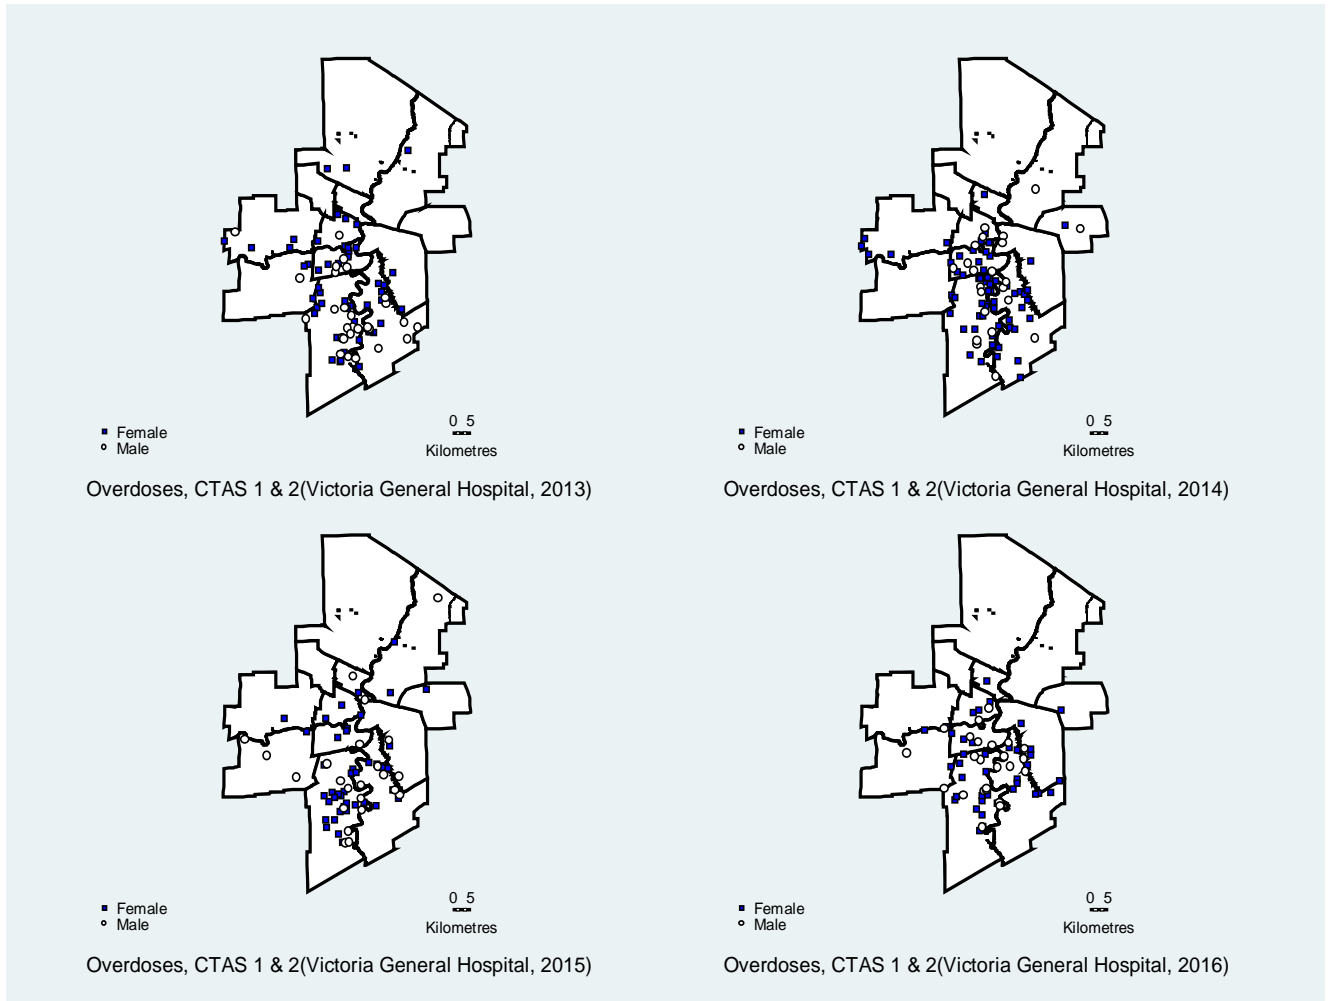 0 5
Female
Male
Kilometres
Overdoses, CTAS 1 & 2(Victoria General Hospital, 2013)
0 5
Female
Male
Kilometres
Overdoses, CTAS 1 & 2(Victoria General Hospital, 2014)
0 5
Female
Male
Kilometres
Overdoses, CTAS 1 & 2(Victoria General Hospital, 2015)
0 5
Female
Male
Kilometres
Overdoses, CTAS 1 & 2(Victoria General Hospital, 2016)